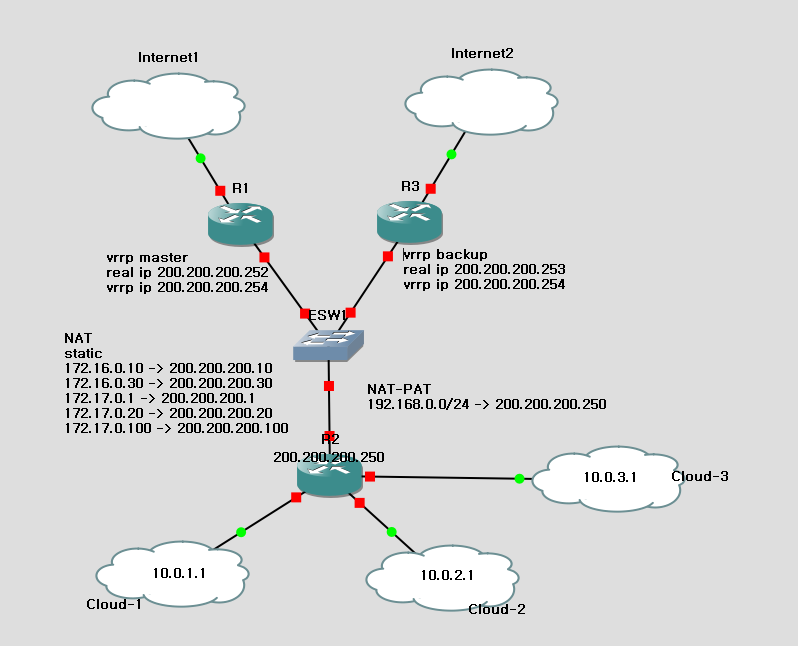 Internet1
Internet2
R1
R3
vrrp master
real ip 200.200.200.252
vrrp ip 200.200.200.254
vrrp backup
real ip 200.200.200.253
vrrp ip 200.200.200.254
ESW1
NAT
static
172.16.0.10 -> 200.200.200.10
172.16.0.30 -> 200.200.200.30
172.17.0.1 -> 200.200.200.1
172.17.0.20 -> 200.200.200.20
172.17.0.100 -> 200.200.200.100
NAT-PAT
192.168.0.0/24 -> 200.200.200.250
R2
200.200.200.250
10.0.3.1
Cloud-3
10.0.1.1
Cloud-1
10.0.2.1
Cloud-2